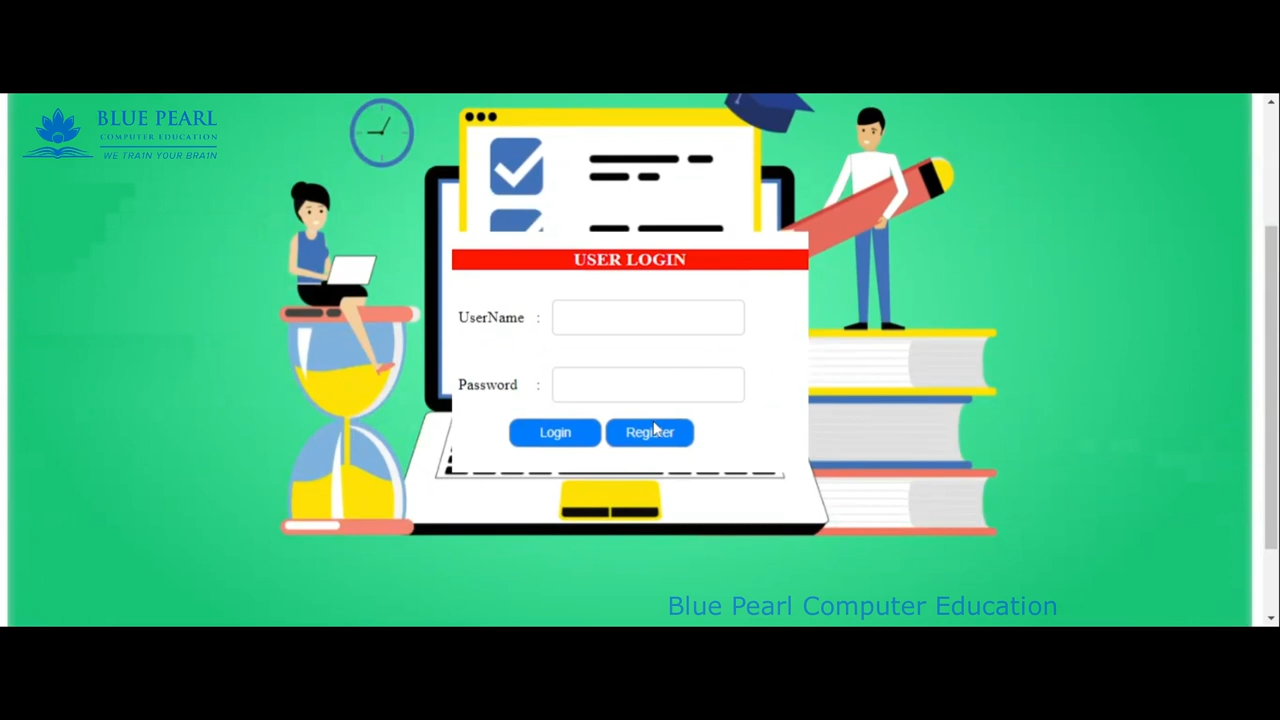 BLUE PEARL
COMPUTER EDUCATION
WE TRAIN YOUR BRAIN
USER LOGIN
UserName :
Password :
Login Register
Blue Pearl Computer Education